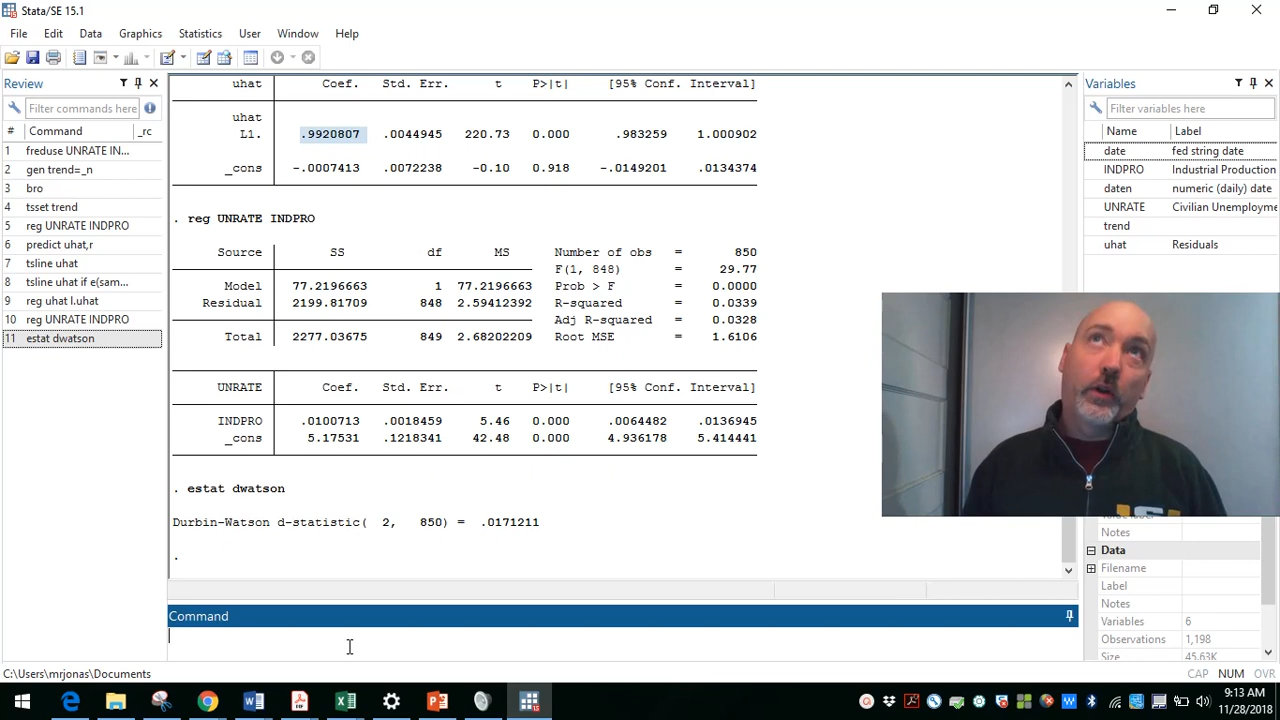 Stata/SE 15.1
File Edit Data Graphics Statistics User Window Help
Review
Filter commands here
# Command _rc
1 freduse UNRATE IN...
2 gen trend=_n
3 bro
4 tsset trend
5 reg UNRATE INDPRO
6 predict uhat,r
7 tsline uhat
8 tsline uhat if e(sam...
9 reg uhat l.uhat
10 reg UNRATE INDPRO
11 estat dwatson
uhat Coef. Std. Err. t P>|t| [95% Conf. Interval]
uhat
L1. .9920807 .0044945 220.73 0.000 .983259 1.000902
_cons -.0007413 .0072238 -0.10 0.918 -.0149201 .0134374
. reg UNRATE INDPRO
Source SS df MS Number of obs = 850
F(1, 848) = 29.77
Model 77.2196663 1 77.2196663 Prob > F = 0.0000
Residual 2199.81709 848 2.59412392 R-squared = 0.0339
Adj R-squared = 0.0328
Total 2277.03675 849 2.68202209 Root MSE = 1.6106
UNRATE Coef. Std. Err. t P>|t| [95% Conf. Interval]
INDPRO .0100713 .0018459 5.46 0.000 .0064482 .0136945
_cons 5.17531 .1218341 42.48 0.000 4.936178 5.414441
. estat dwatson
Durbin-Watson d-statistic( 2, 850) = .0171211
.
Command
Variables
Filter variables here
Name Label
date fed string date
INDPRO Industrial Production
daten numeric (daily) date
UNRATE Civilian Unemployme
trend
uhat Residuals
Notes
Data
Filename
Label
Notes
Variables 6
Observations 1,198
Size 45.63K
C:\Users\mrjonas\Documents
CAP NUM OVR
9:13 AM
11/28/2018